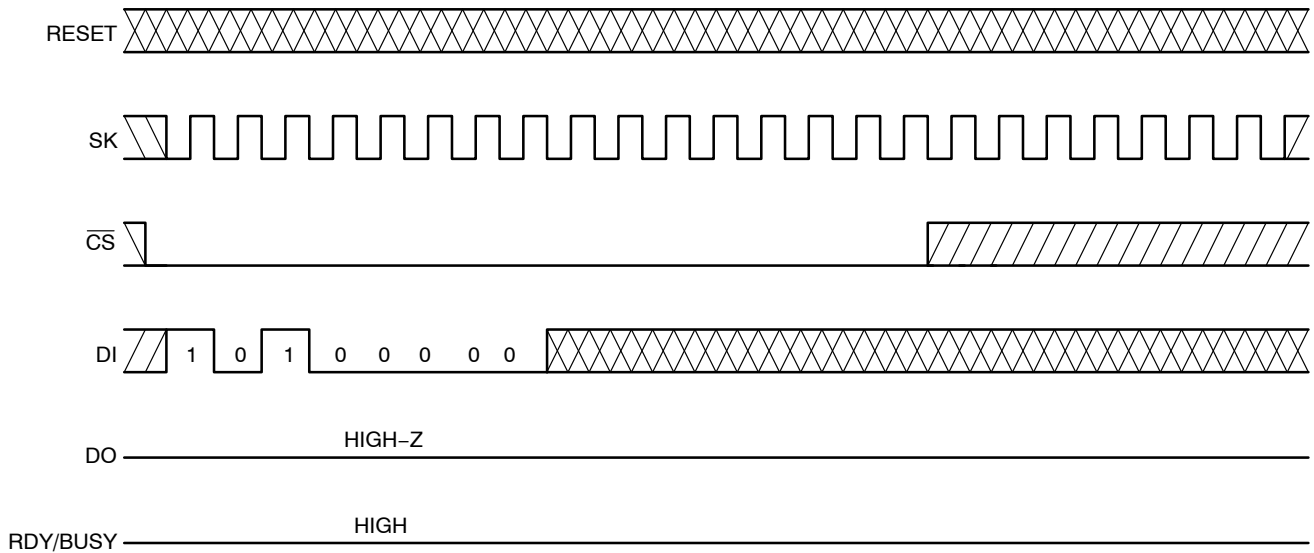 RESET
SK
CS
DI 1 0 1 0 0 0 0 0
HIGH–Z
DO
HIGH
RDY/BUSY